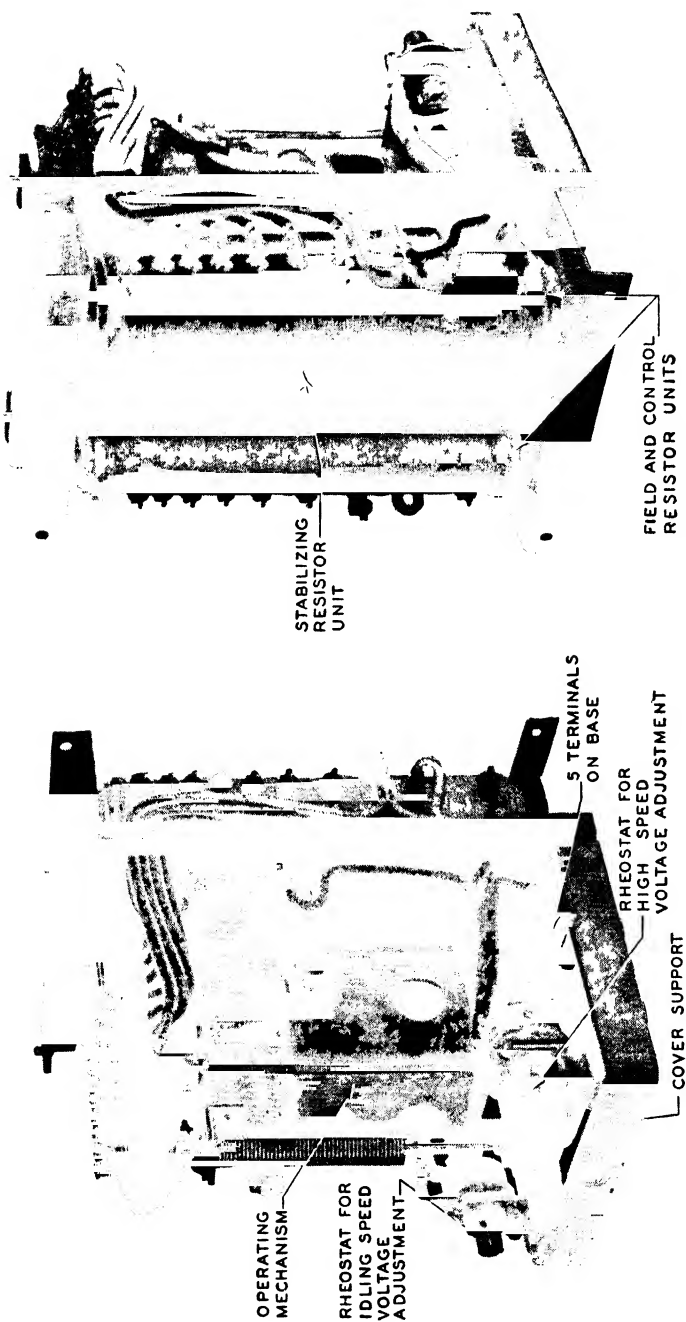 OPERATING
MECHANISM
RHEOSTAT FOR
IDLING SPEED
VOLTAGE
ADJUSTMENT
5 TERMINALS
ON BASE
RHEOSTAT FOR
HIGH SPEED
VOLTAGE ADJUSTMENT
COVER SUPPORT
STABILIZING
RESISTOR
UNIT
FIELD AND CONTROL
RESISTOR UNITS